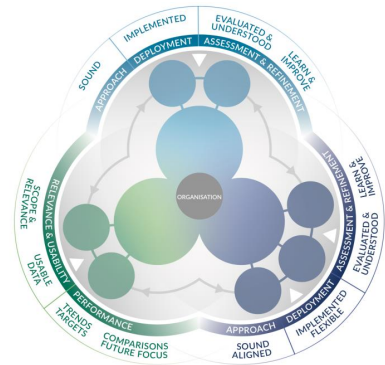 SOUND
IMPLEMENTED
EVALUATED &
UNDERSTOOD
LEARN &
IMPROVE
APPROACH
DEPLOYMENT
ASSESSMENT & REFINEMENT
ORGANISATION
SCOPE &
RELEVANCE
USABLE
DATA
TRENDS
TARGETS
COMPARISONS
FUTURE FOCUS
RELEVANCE & USABILITY
PERFORMANCE
LEARN &
IMPROVE
EVALUATED &
UNDERSTOOD
IMPLEMENTED
FLEXIBLE
SOUND
ALIGNED
ASSESSMENT & REFINEMENT
DEPLOYMENT
APPROACH